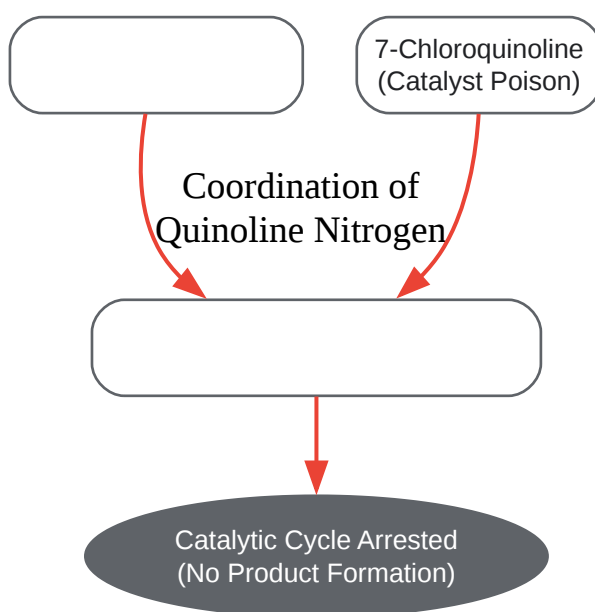 7-Chloroquinoline
(Catalyst Poison)
Coordination of
Quinoline Nitrogen
Catalytic Cycle Arrested
(No Product Formation)